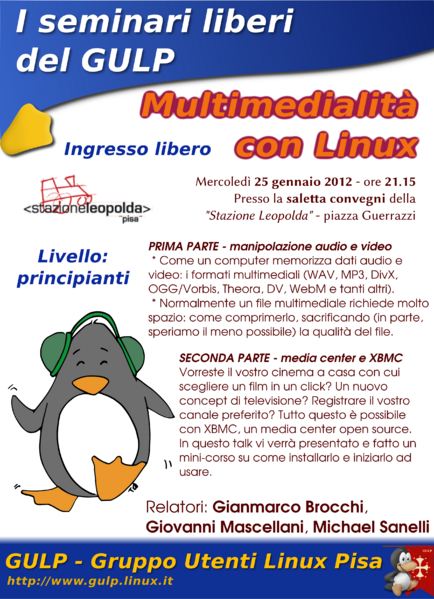 I seminari liberi
del GULP
Multimedialità
con Linux
Ingresso libero
<stazioneleopolda>
pisa
Mercoledì 25 gennaio 2012 - ore 21.15
Presso la saletta convegni della
"Stazione Leopolda" - piazza Guerrazzi
Livello:
principianti
PRIMA PARTE - manipolazione audio e video
* Come un computer memorizza dati audio e
video: i formati multimediali (WAV, MP3, DivX,
OGG/Vorbis, Theora, DV, WebM e tanti altri).
* Normalmente un file multimediale richiede molto
spazio: come comprimerlo, sacrificando (in parte,
speriamo il meno possibile) la qualità del file.
SECONDA PARTE - media center e XBMC
Vorreste il vostro cinema a casa con cui
scegliere un film in un click? Un nuovo
concept di televisione? Registrare il vostro
canale preferito? Tutto questo è possibile
con XBMC, un media center open source.
In questo talk vi verrà presentato e fatto un
mini-corso su come installarlo e iniziarlo ad
usare.
Relatori: Gianmarco Brocchi,
Giovanni Mascellani, Michael Sanelli
GULP - Gruppo Utenti Linux Pisa
http://www.gulp.linux.it
GULP